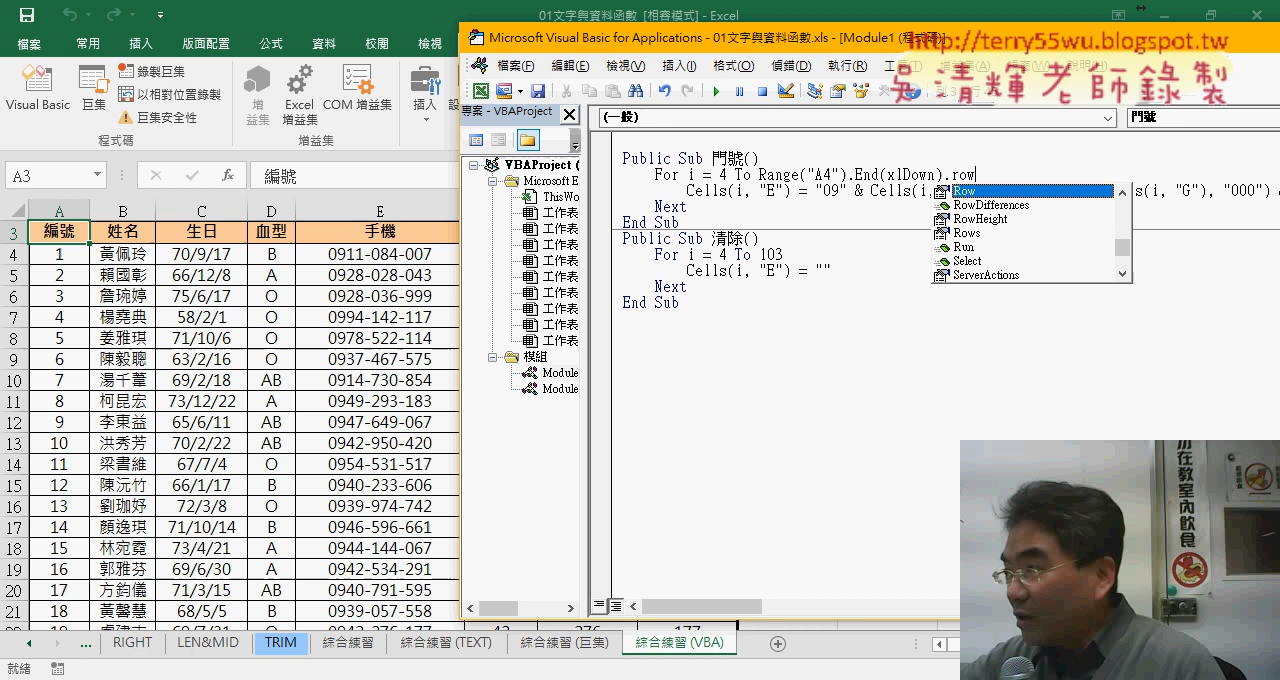 01文字與資料函數 [相容模式] - Excel
檔案 常用 插入 版面配置 公式 資料 校閱 檢視
Visual Basic
巨集
錄製巨集
以相對位置錄製
巨集安全性
增益集
Excel 增益集
COM 增益集
插入
程式碼
增益集
A3
fx
編號
A B C D E
3 編號 姓名 生日 血型 手機
4 1 黃佩玲 70/9/17 B 0911-084-007
5 2 賴國彰 66/12/8 A 0928-028-043
6 3 詹琬婷 75/6/17 O 0928-036-999
7 4 楊堯典 58/2/1 O 0994-142-117
8 5 姜雅琪 71/10/6 O 0978-522-114
9 6 陳毅聰 63/2/16 O 0937-467-575
10 7 湯千葦 69/2/18 AB 0914-730-854
11 8 柯昆宏 73/12/22 A 0949-293-183
12 9 李東益 65/6/11 AB 0947-649-067
13 10 洪秀芳 70/2/22 AB 0942-950-420
14 11 梁書維 67/7/4 O 0954-531-517
15 12 陳沅竹 66/1/17 B 0940-233-606
16 13 劉珈妤 72/3/8 O 0939-974-742
17 14 顏逸琪 71/10/14 B 0946-596-661
18 15 林宛霓 73/4/21 A 0944-144-067
19 16 郭雅芬 69/6/30 A 0942-534-291
20 17 方鈞儀 71/3/15 AB 0940-791-595
21 18 黃馨慧 68/5/5 B 0939-057-558
... RIGHT LEN&MID TRIM 綜合練習 綜合練習 (TEXT) 綜合練習 (巨集) 綜合練習 (VBA)
就緒
Microsoft Visual Basic for Applications - 01文字與資料函數.xls - [Module1 (程式碼)]
http://terry55wu.blogspot.tw
吳清輝老師錄製
檔案(F) 編輯(E) 檢視(V) 插入(I) 格式(O) 偵錯(D) 執行(R)
專案 - VBAProject
VBAProject (
Microsoft E
ThisWo
工作表
工作表
工作表
工作表
工作表
工作表
工作表
工作表
工作表
模組
Module
Module
(一般)
門號
Public Sub 門號()
For i = 4 To Range("A4").End(xlDown).row
Cells(i, "E") = "09" & Cells(i, s(i, "G"), "000")
Next
End Sub
Public Sub 清除()
For i = 4 To 103
Cells(i, "E") = ""
Next
End Sub
Row
RowDifferences
RowHeight
Rows
Run
Select
ServerActions
勿在教室內飲食